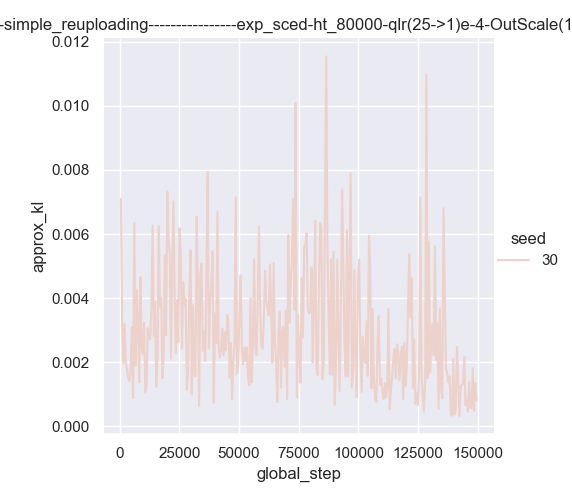 -simple_reuploading----------------exp_sced-ht_80000-qlr(25->1)e-4-OutScale(1
0.012
0.010
0.008
0.006
0.004
0.002
0.000
approx_kl
0 25000 50000 75000 100000 125000 150000
global_step
seed
30